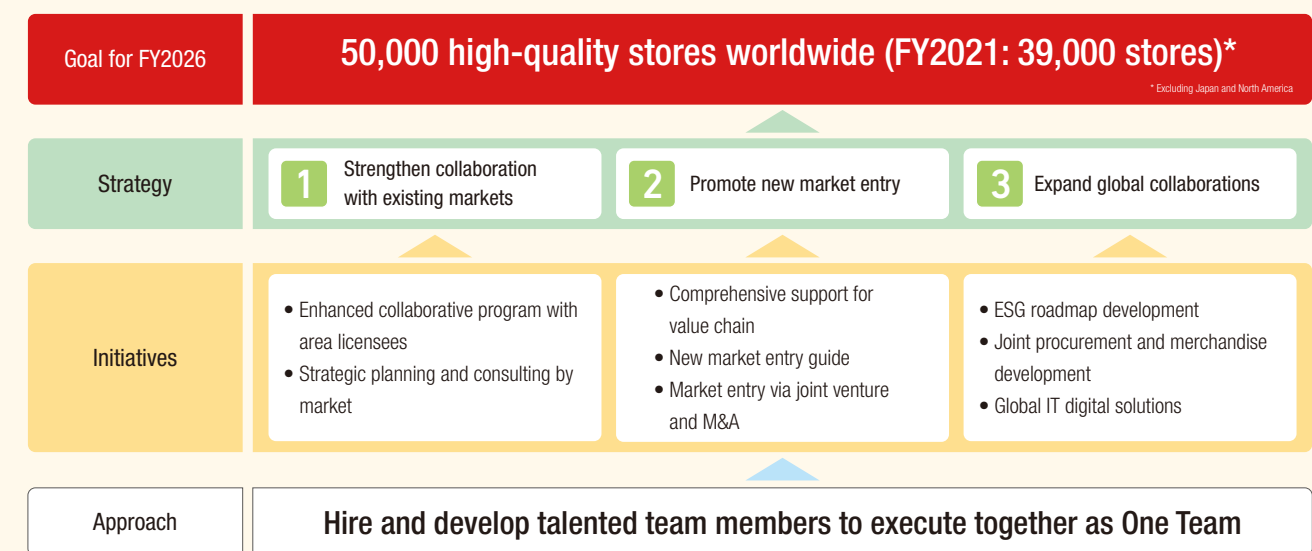 Goal for FY2026
50,000 high-quality stores worldwide (FY2021: 39,000 stores)*
* Excluding Japan and North America
Strategy
1
Strengthen collaboration
with existing markets
2
Promote new market entry
3
Expand global collaborations
Initiatives
• Enhanced collaborative program with
area licensees
• Strategic planning and consulting by
market
• Comprehensive support for
value chain
• New market entry guide
• Market entry via joint venture
and M&A
• ESG roadmap development
• Joint procurement and merchandise
development
• Global IT digital solutions
Approach
Hire and develop talented team members to execute together as One Team